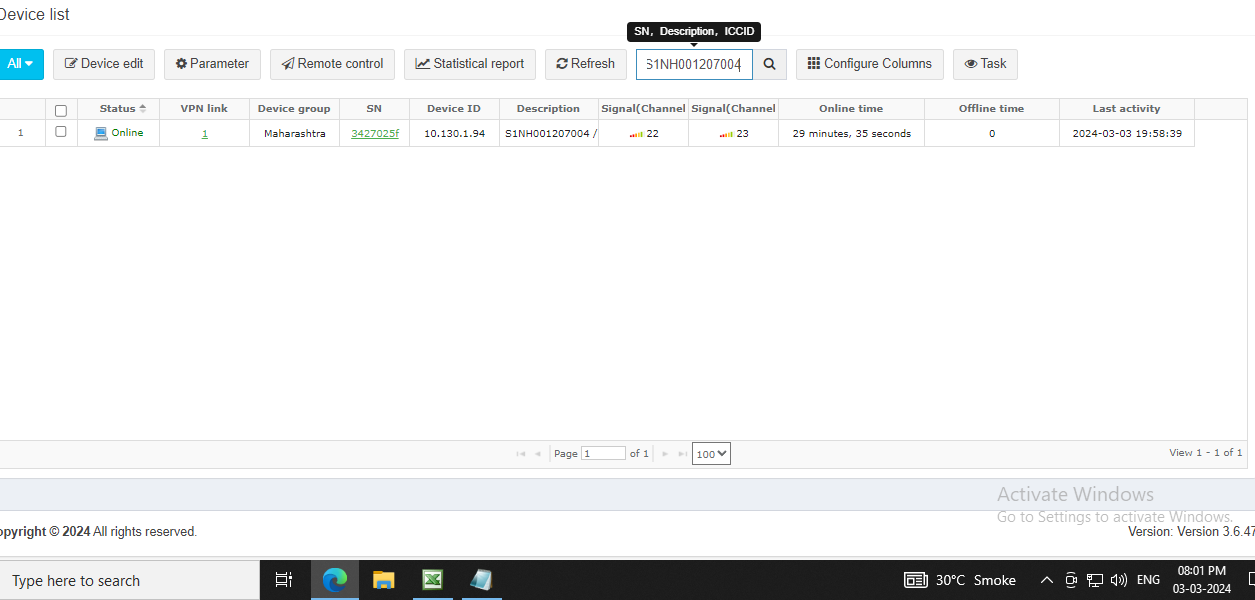 Device list
SN, Description, ICCID
All
Device edit
Parameter
Remote control
Statistical report
Refresh
S1NH001207004
Configure Columns
Task
Status VPN link Device group SN Device ID Description Signal(Channel Signal(Channel Online time Offline time Last activity
1 Online 1 Maharashtra 3427025f 10.130.1.94 S1NH001207004 / 22 23 29 minutes, 35 seconds 0 2024-03-03 19:58:39
Page 1 of 1 100 View 1 - 1 of 1
Activate Windows
Go to Settings to activate Windows.
opyright © 2024 All rights reserved.
Version: Version 3.6.47
Type here to search
30°C Smoke
ENG
08:01 PM
03-03-2024